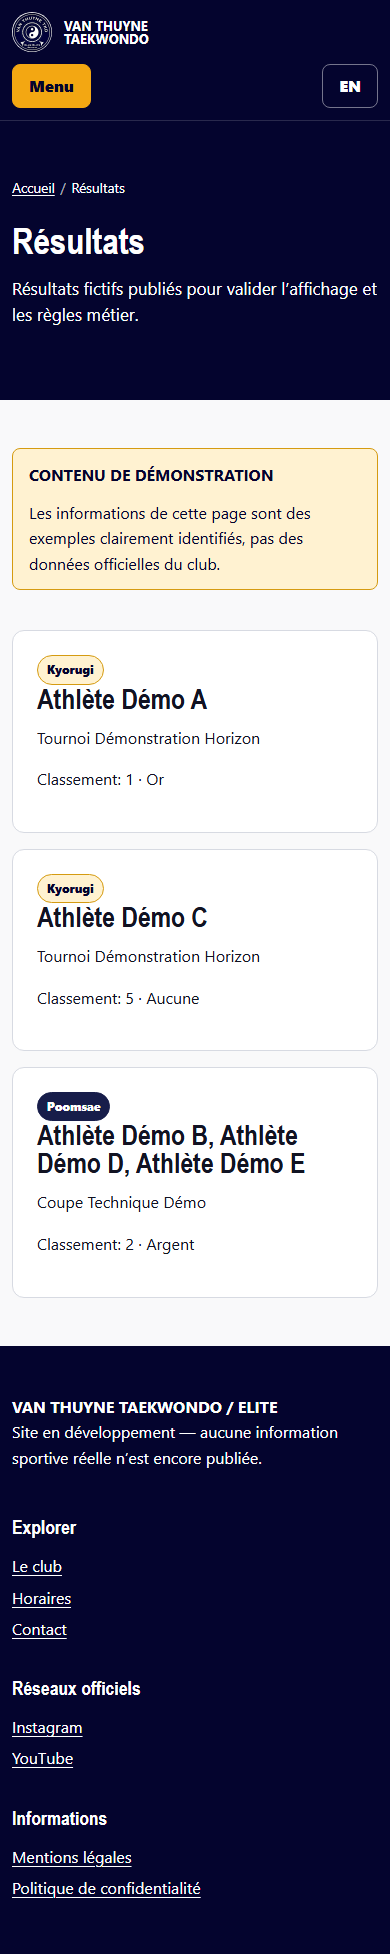 VAN THUYNE
TAEKWONDO
Menu
EN
Accueil / Résultats
Résultats
Résultats fictifs publiés pour valider l’affichage et
les règles métier.
CONTENU DE DÉMONSTRATION
Les informations de cette page sont des
exemples clairement identifiés, pas des
données officielles du club.
Kyorugi
Athlète Démo A
Tournoi Démonstration Horizon
Classement: 1 · Or
Kyorugi
Athlète Démo C
Tournoi Démonstration Horizon
Classement: 5 · Aucune
Poomsae
Athlète Démo B, Athlète
Démo D, Athlète Démo E
Coupe Technique Démo
Classement: 2 · Argent
VAN THUYNE TAEKWONDO / ELITE
Site en développement — aucune information
sportive réelle n’est encore publiée.
Explorer
Le club
Horaires
Contact
Réseaux officiels
Instagram
YouTube
Informations
Mentions légales
Politique de confidentialité